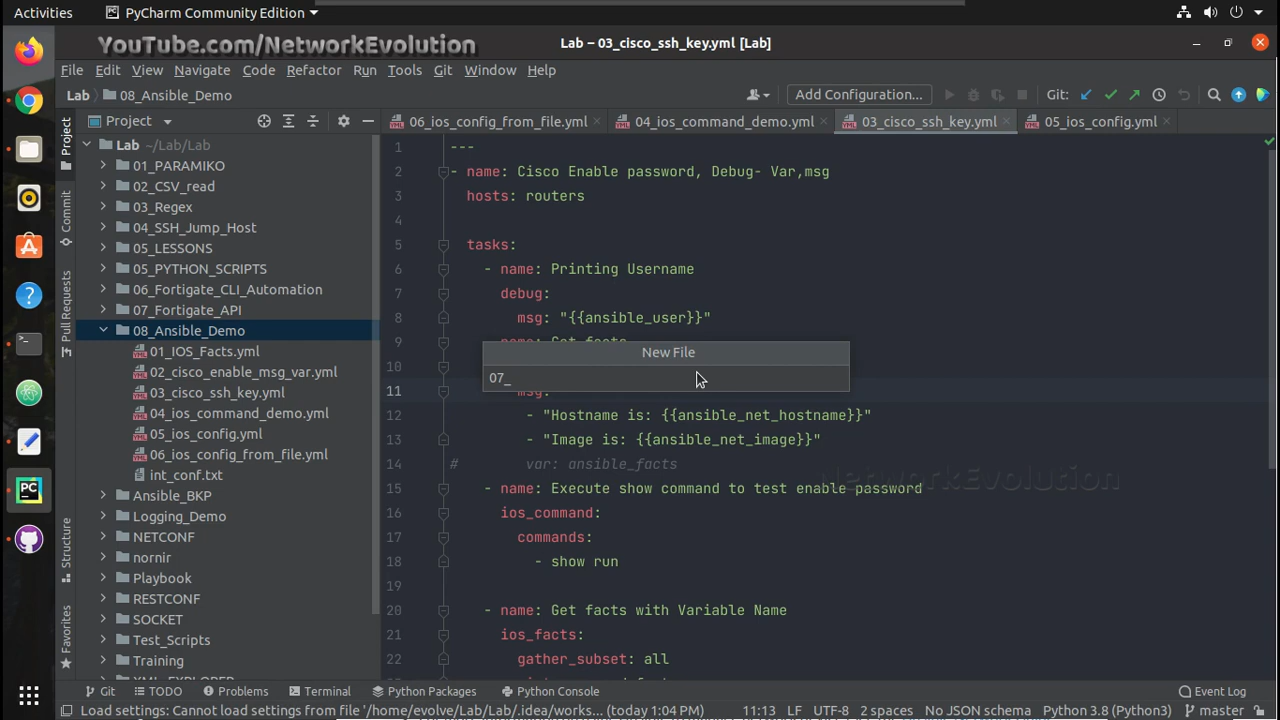 Activities
PyCharm Community Edition
YouTube.com/NetworkEvolution
Lab – 03_cisco_ssh_key.yml [Lab]
File Edit View Navigate Code Refactor Run Tools Git Window Help
Lab 08_Ansible_Demo
Add Configuration...
Git:
Project
06_ios_config_from_file.yml
04_ios_command_demo.yml
03_cisco_ssh_key.yml
05_ios_config.yml
Project
Commit
Pull Requests
Structure
Favorites
Lab ~/Lab/Lab
01_PARAMIKO
02_CSV_read
03_Regex
04_SSH_Jump_Host
05_LESSONS
05_PYTHON_SCRIPTS
06_Fortigate_CLI_Automation
07_Fortigate_API
08_Ansible_Demo
01_IOS_Facts.yml
02_cisco_enable_msg_var.yml
03_cisco_ssh_key.yml
04_ios_command_demo.yml
05_ios_config.yml
06_ios_config_from_file.yml
int_conf.txt
Ansible_BKP
Logging_Demo
NETCONF
nornir
Playbook
RESTCONF
SOCKET
Test_Scripts
Training
1 ---
2 - name: Cisco Enable password, Debug- Var,msg
3 hosts: routers
4
5 tasks:
6 - name: Printing Username
7 debug:
8 msg: "{{ansible_user}}"
9 - name: Get facts
10
New File
07_
11 msg:
12 - "Hostname is: {{ansible_net_hostname}}"
13 - "Image is: {{ansible_net_image}}"
14 # var: ansible_facts
NetworkEvolution
15 - name: Execute show command to test enable password
16 ios_command:
17 commands:
18 - show run
19
20 - name: Get facts with Variable Name
21 ios_facts:
22 gather_subset: all
Git TODO Problems Terminal Python Packages Python Console Event Log
Load settings: Cannot load settings from file '/home/evolve/Lab/Lab/.idea/works... (today 1:04 PM) 11:13 LF UTF-8 2 spaces No JSON schema Python 3.8 (Python3) master